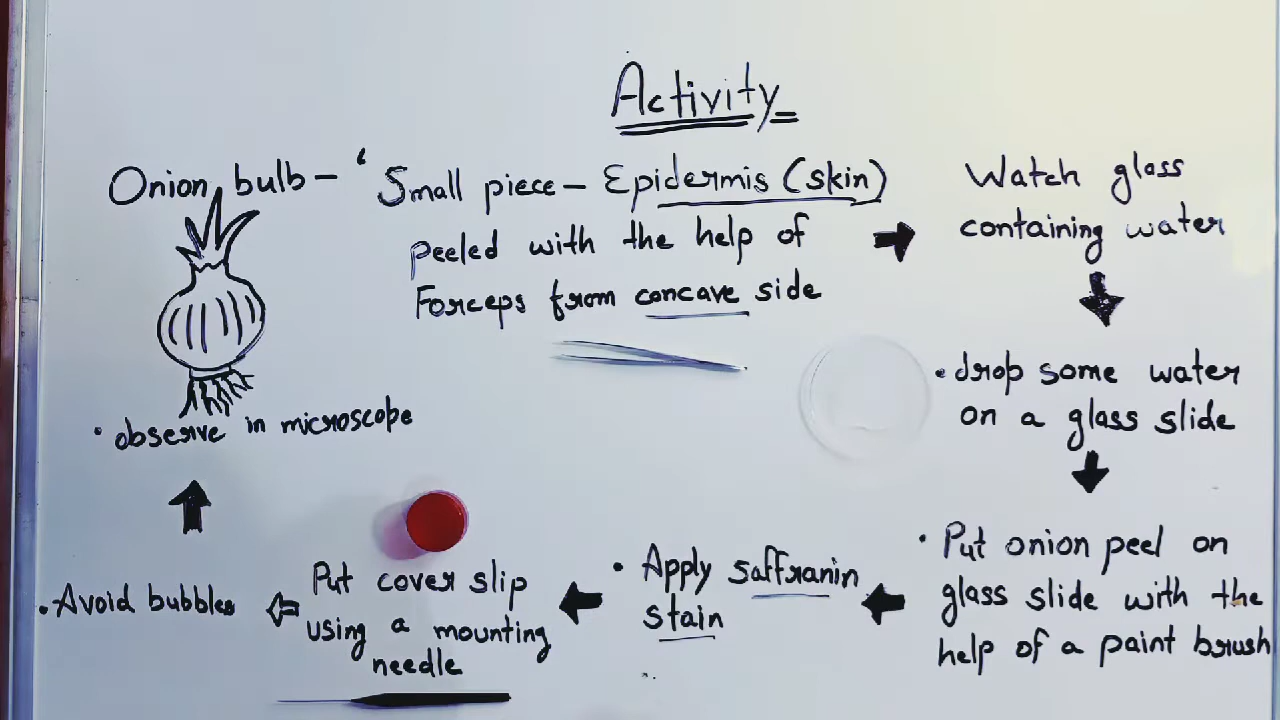 Activity
Onion bulb - 'Small piece - Epidermis (skin)
peeled with the help of
Forceps from concave side
Watch glass
containing water
• drop some water
on a glass slide
• Put onion peel on
glass slide with the
help of a paint brush
• Apply saffranin
stain
Put cover slip
using a mounting
needle
• Avoid bubbles
• observe in microscope